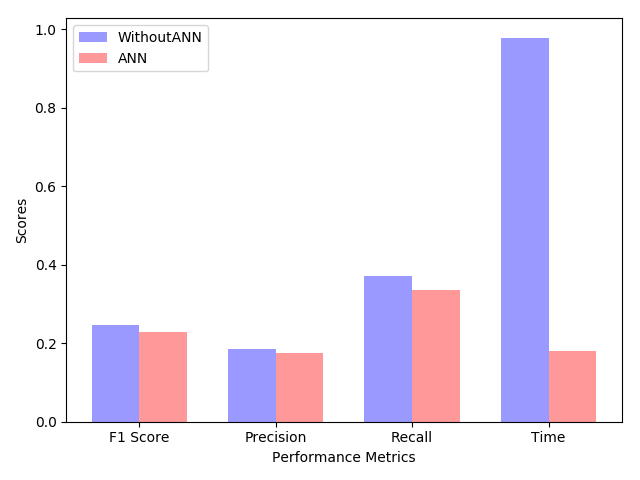 WithoutANN
ANN
1.0
0.8
0.6
0.4
0.2
0.0
Scores
F1 Score Precision Recall Time
Performance Metrics